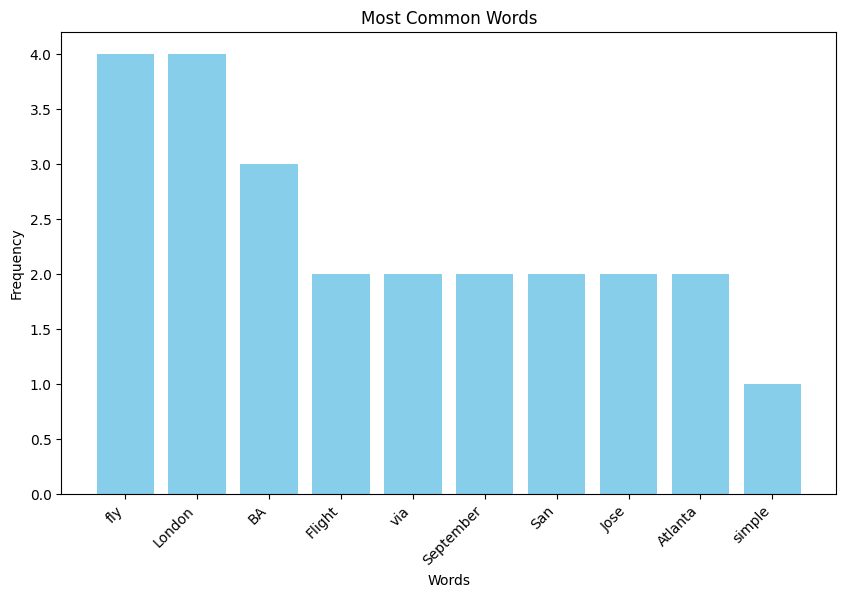 Most Common Words
Frequency
4.0
3.5
3.0
2.5
2.0
1.5
1.0
0.5
0.0
fly
London
BA
Flight
via
September
San
Jose
Atlanta
simple
Words